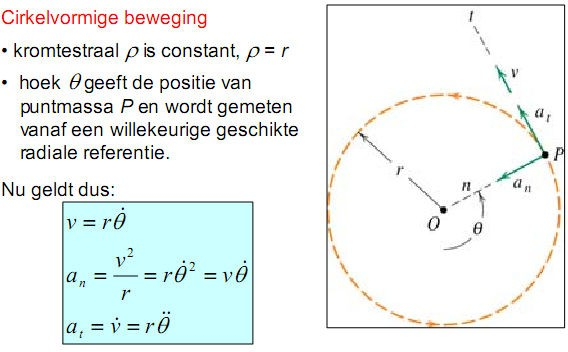 Cirkelvormige beweging
• kromtestraal ρ is constant, ρ = r
• hoek θ geeft de positie van
puntmassa P en wordt gemeten
vanaf een willekeurige geschikte
radiale referentie.
Nu geldt dus:
v = rθ̇
aₙ = v²/r = rθ̇² = vθ̇
aₜ = v̇ = rθ̈
t
v
aₜ
P
r
n
aₙ
O
θ